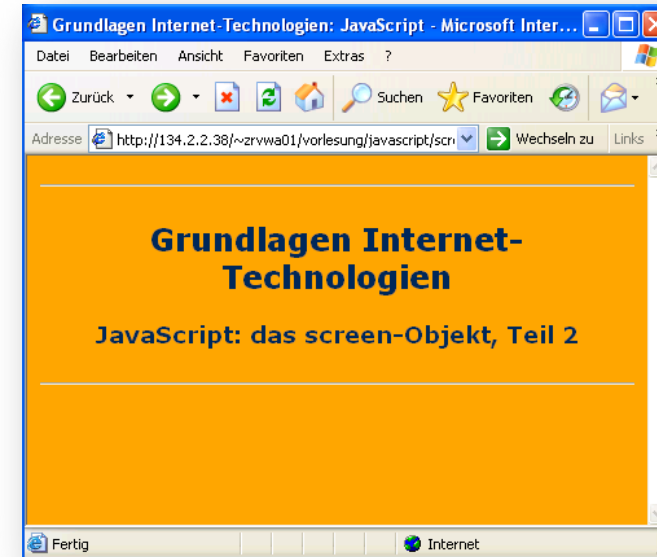 Grundlagen Internet-Technologien: JavaScript - Microsoft Inter...
Datei Bearbeiten Ansicht Favoriten Extras ?
Zurück Suchen Favoriten
Adresse http://134.2.2.38/~zrvwa01/vorlesung/javascript/scr Wechseln zu Links
Grundlagen Internet-
Technologien
JavaScript: das screen-Objekt, Teil 2
Fertig Internet